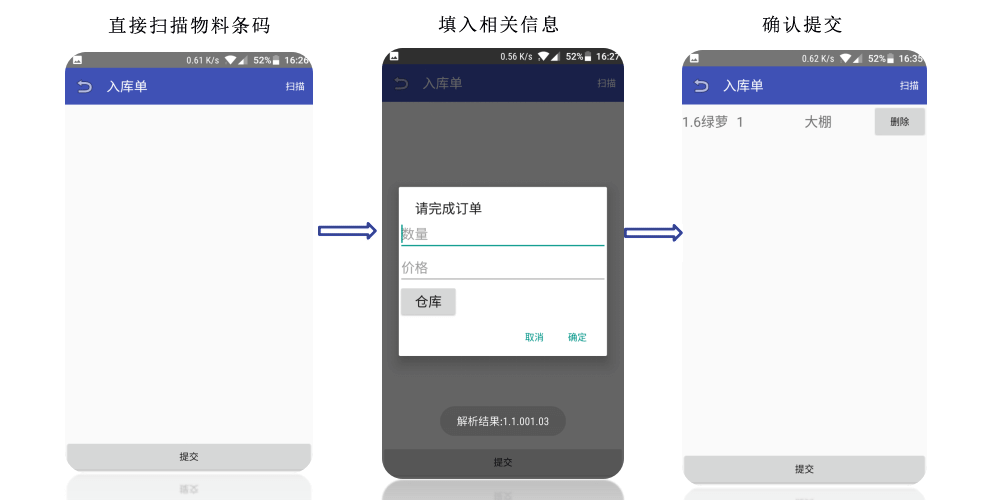 直接扫描物料条码
填入相关信息
确认提交
0.61 K/s 52% 16:26
入库单 扫描
提交
0.56 K/s 52% 16:27
入库单 扫描
请完成订单
数量
价格
仓库
取消 确定
解析结果:1.1.001.03
提交
0.62 K/s 52% 16:35
入库单 扫描
1.6绿萝 1 大棚 删除
提交